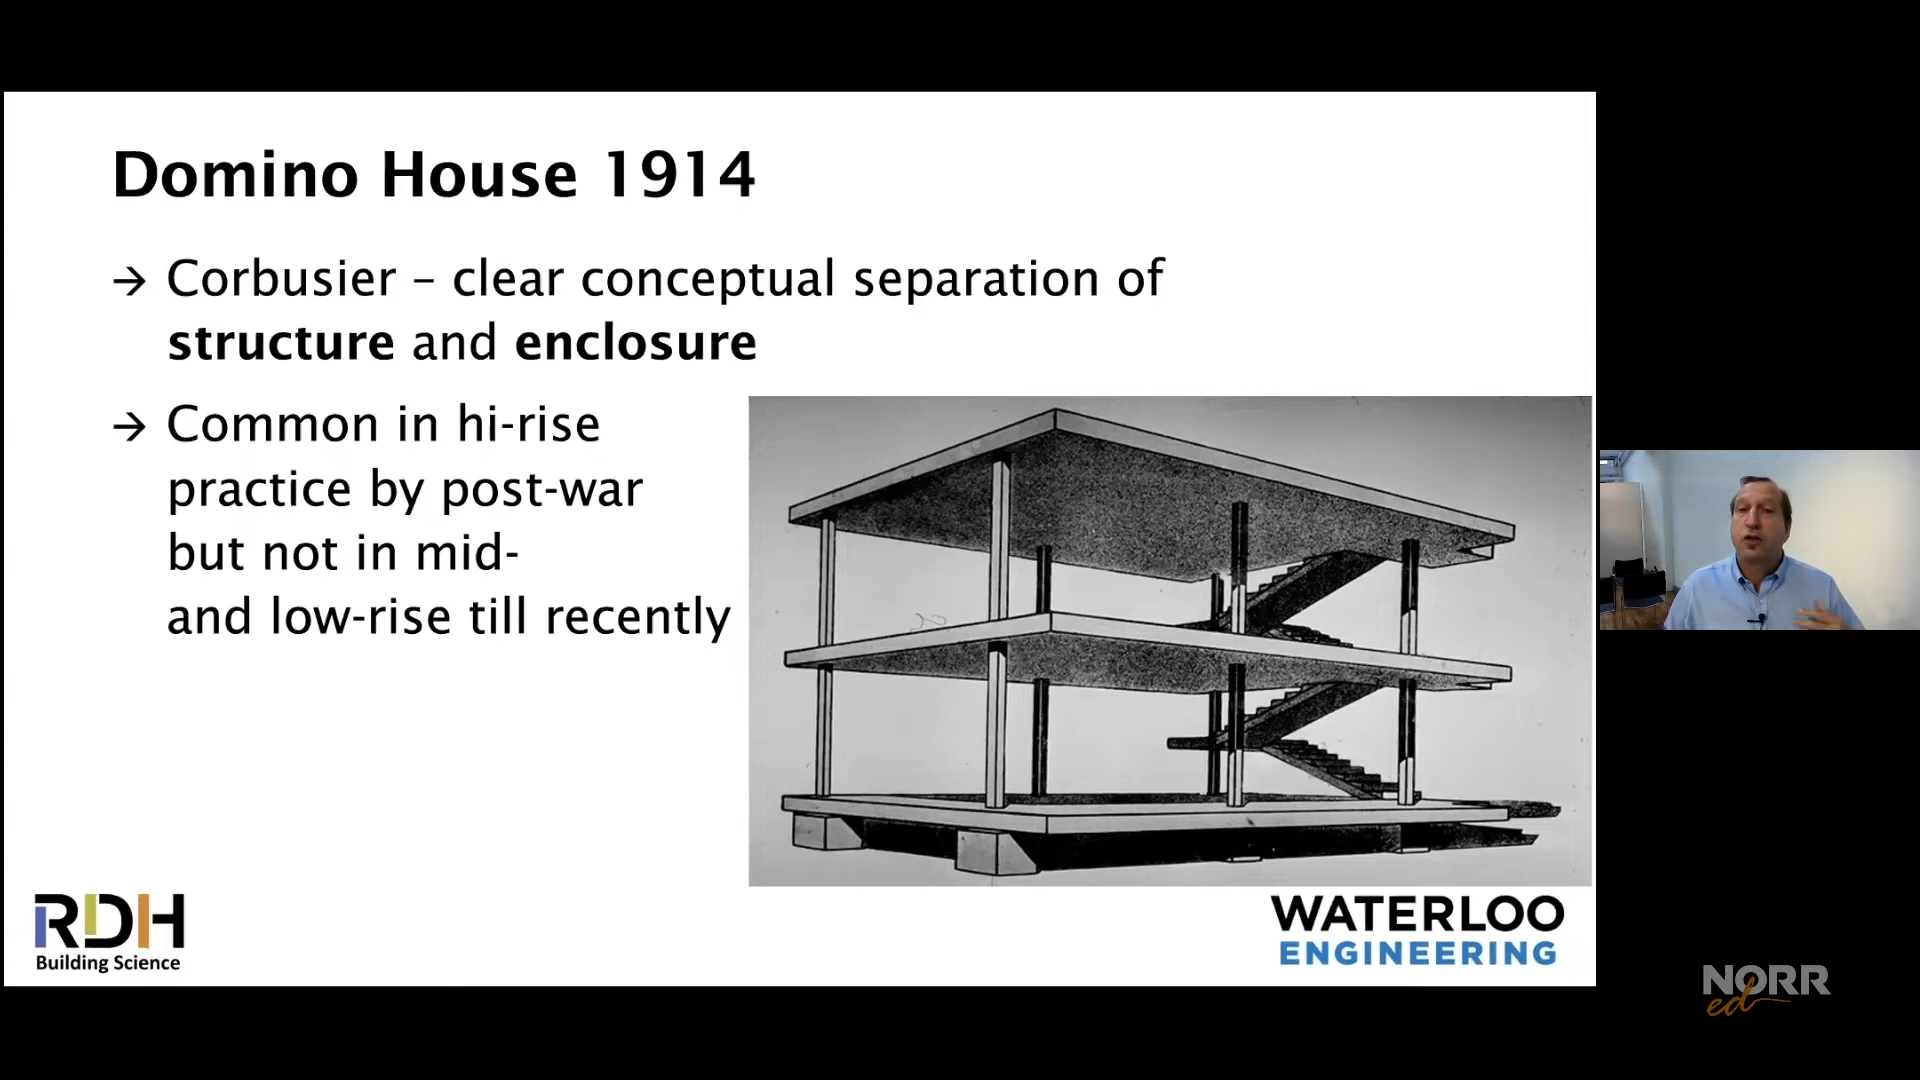 Domino House 1914
→ Corbusier – clear conceptual separation of
structure and enclosure
→ Common in hi-rise
practice by post-war
but not in mid-
and low-rise till recently
RDH
Building Science
WATERLOO
ENGINEERING
NORR
ed